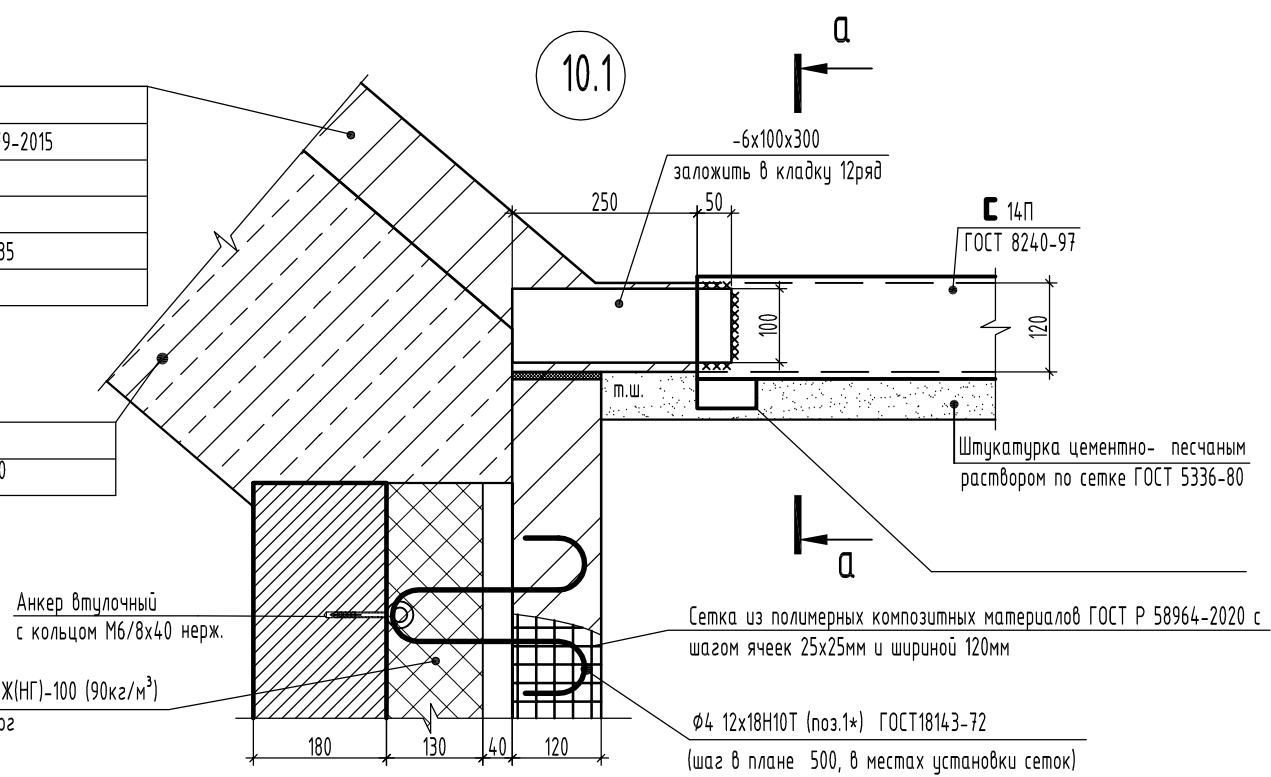 10.1
а
-6х100х300
заложить в кладку 12ряд
9-2015
35
0
250
50
14П
ГОСТ 8240-97
100
120
т.ш.
Штукатурка цементно- песчаным
раствором по сетке ГОСТ 5336-80
а
Анкер втулочный
с кольцом М6/8х40 нерж.
Ж(НГ)-100 (90кг/м³)
ог
Сетка из полимерных композитных материалов ГОСТ Р 58964-2020 с
шагом ячеек 25х25мм и шириной 120мм
Ф4 12х18Н10Т (поз.1*) ГОСТ18143-72
(шаг в плане 500, в местах установки сеток)
180
130
40
120